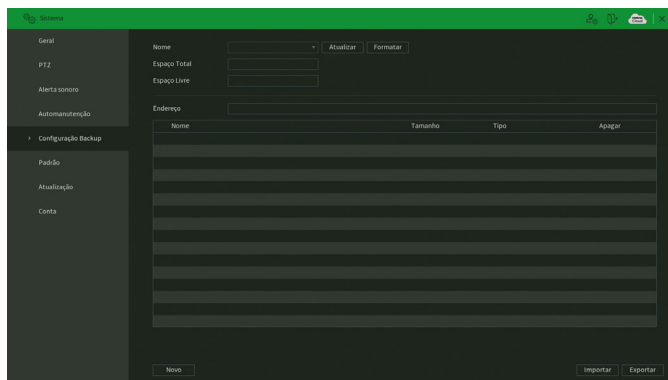 Sistema
Geral
PTZ
Alerta sonoro
Automanutenção
Configuração Backup
Padrão
Atualização
Conta
Nome Atualizar Formatar
Espaço Total
Espaço Livre
Endereço
Nome Tamanho Tipo Apagar
Novo Importar Exportar